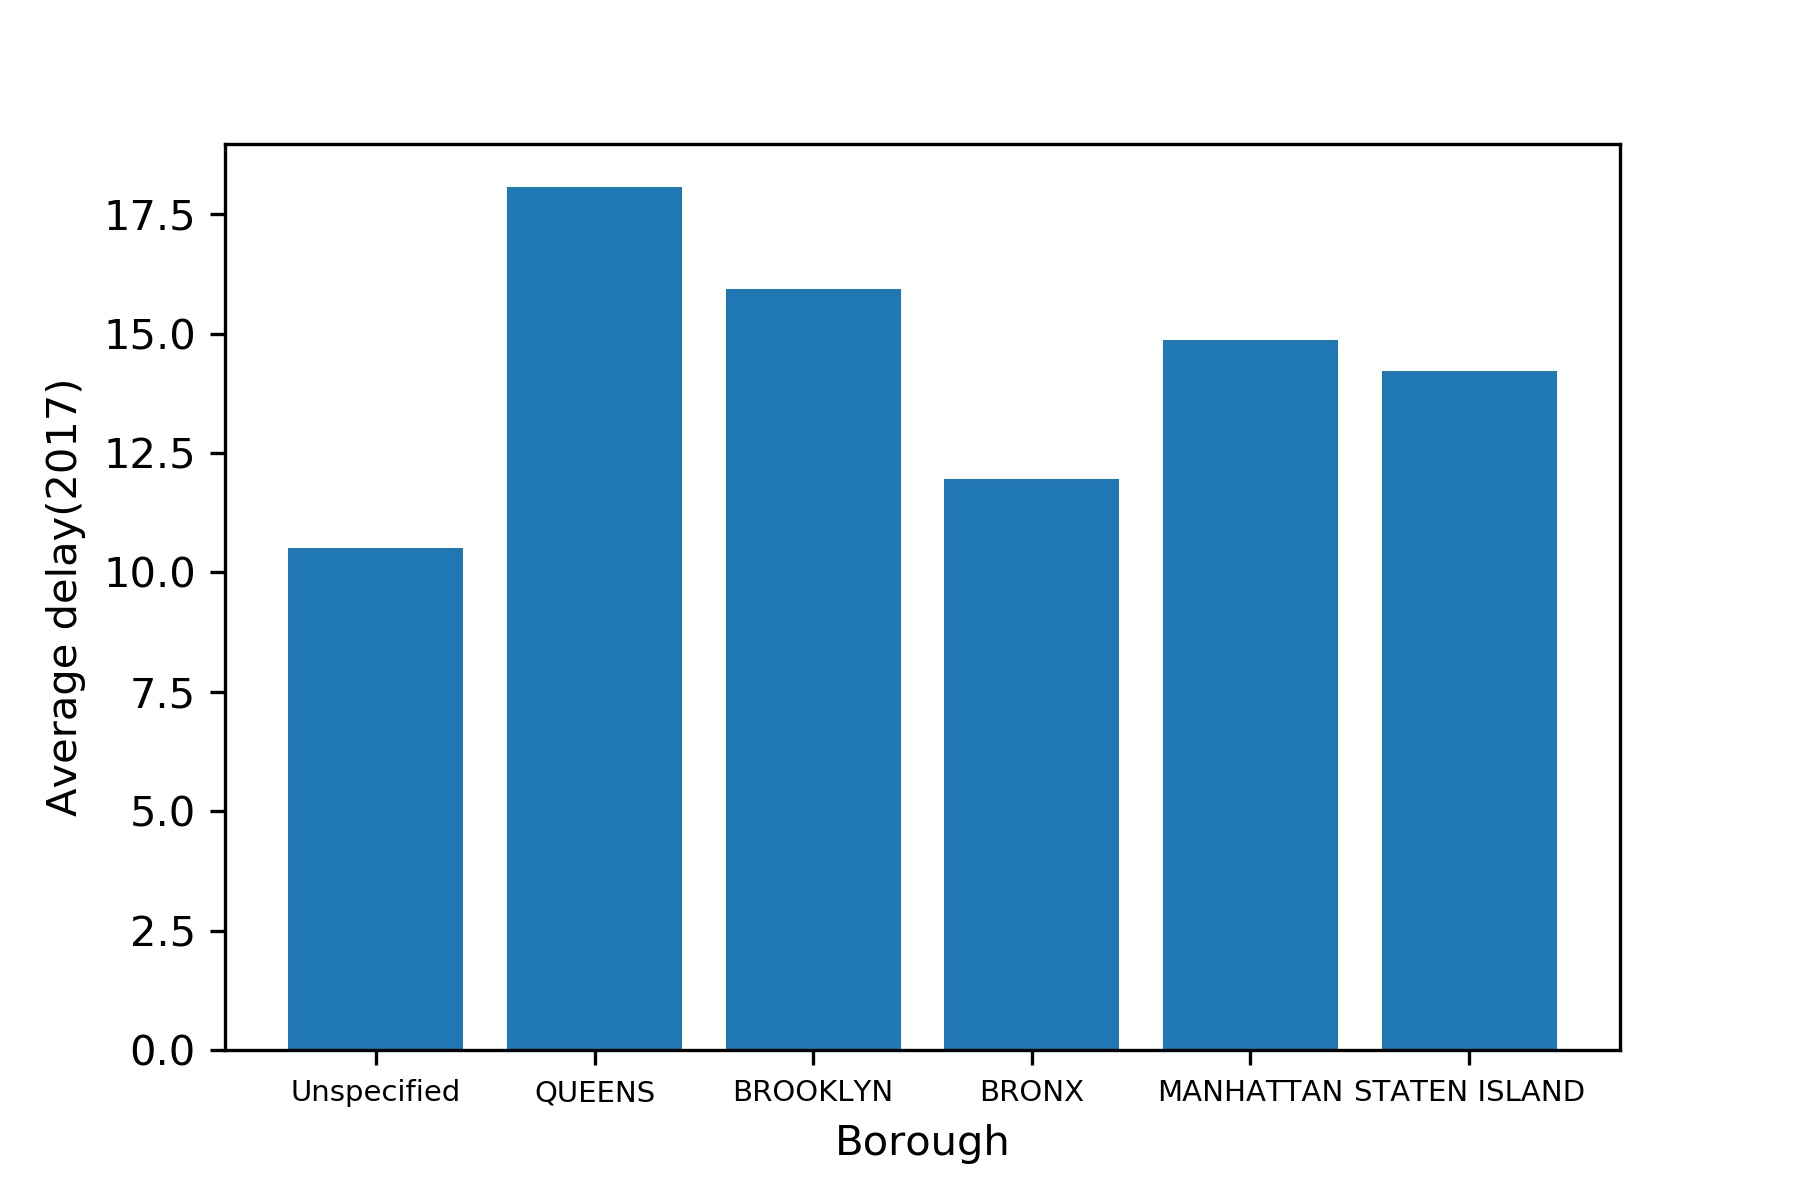 Average delay(2017)
17.5
15.0
12.5
10.0
7.5
5.0
2.5
0.0
Unspecified QUEENS BROOKLYN BRONX MANHATTAN STATEN ISLAND
Borough